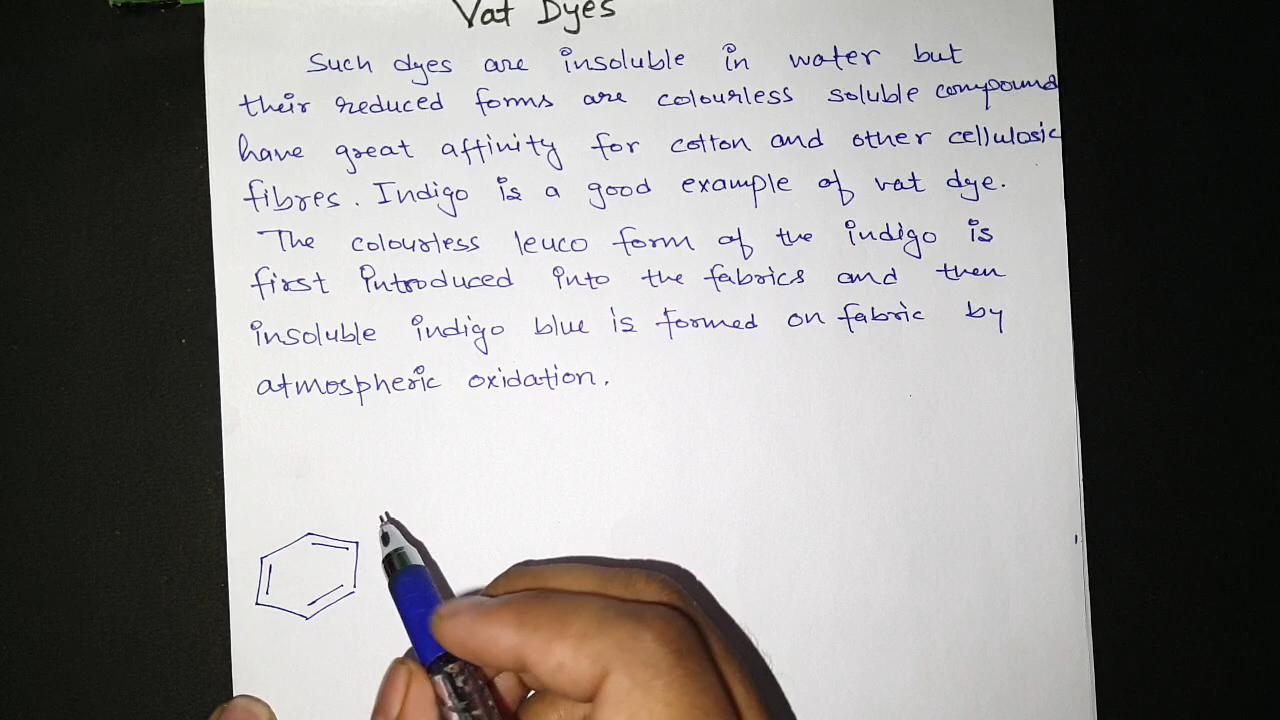 Vat Dyes
Such dyes are insoluble in water but
their reduced forms are colourless soluble compound
have great affinity for cotton and other cellulosic
fibres. Indigo is a good example of vat dye.
The colourless leuco form of the indigo is
first introduced into the fabrics and then
insoluble indigo blue is formed on fabric by
atmospheric oxidation.